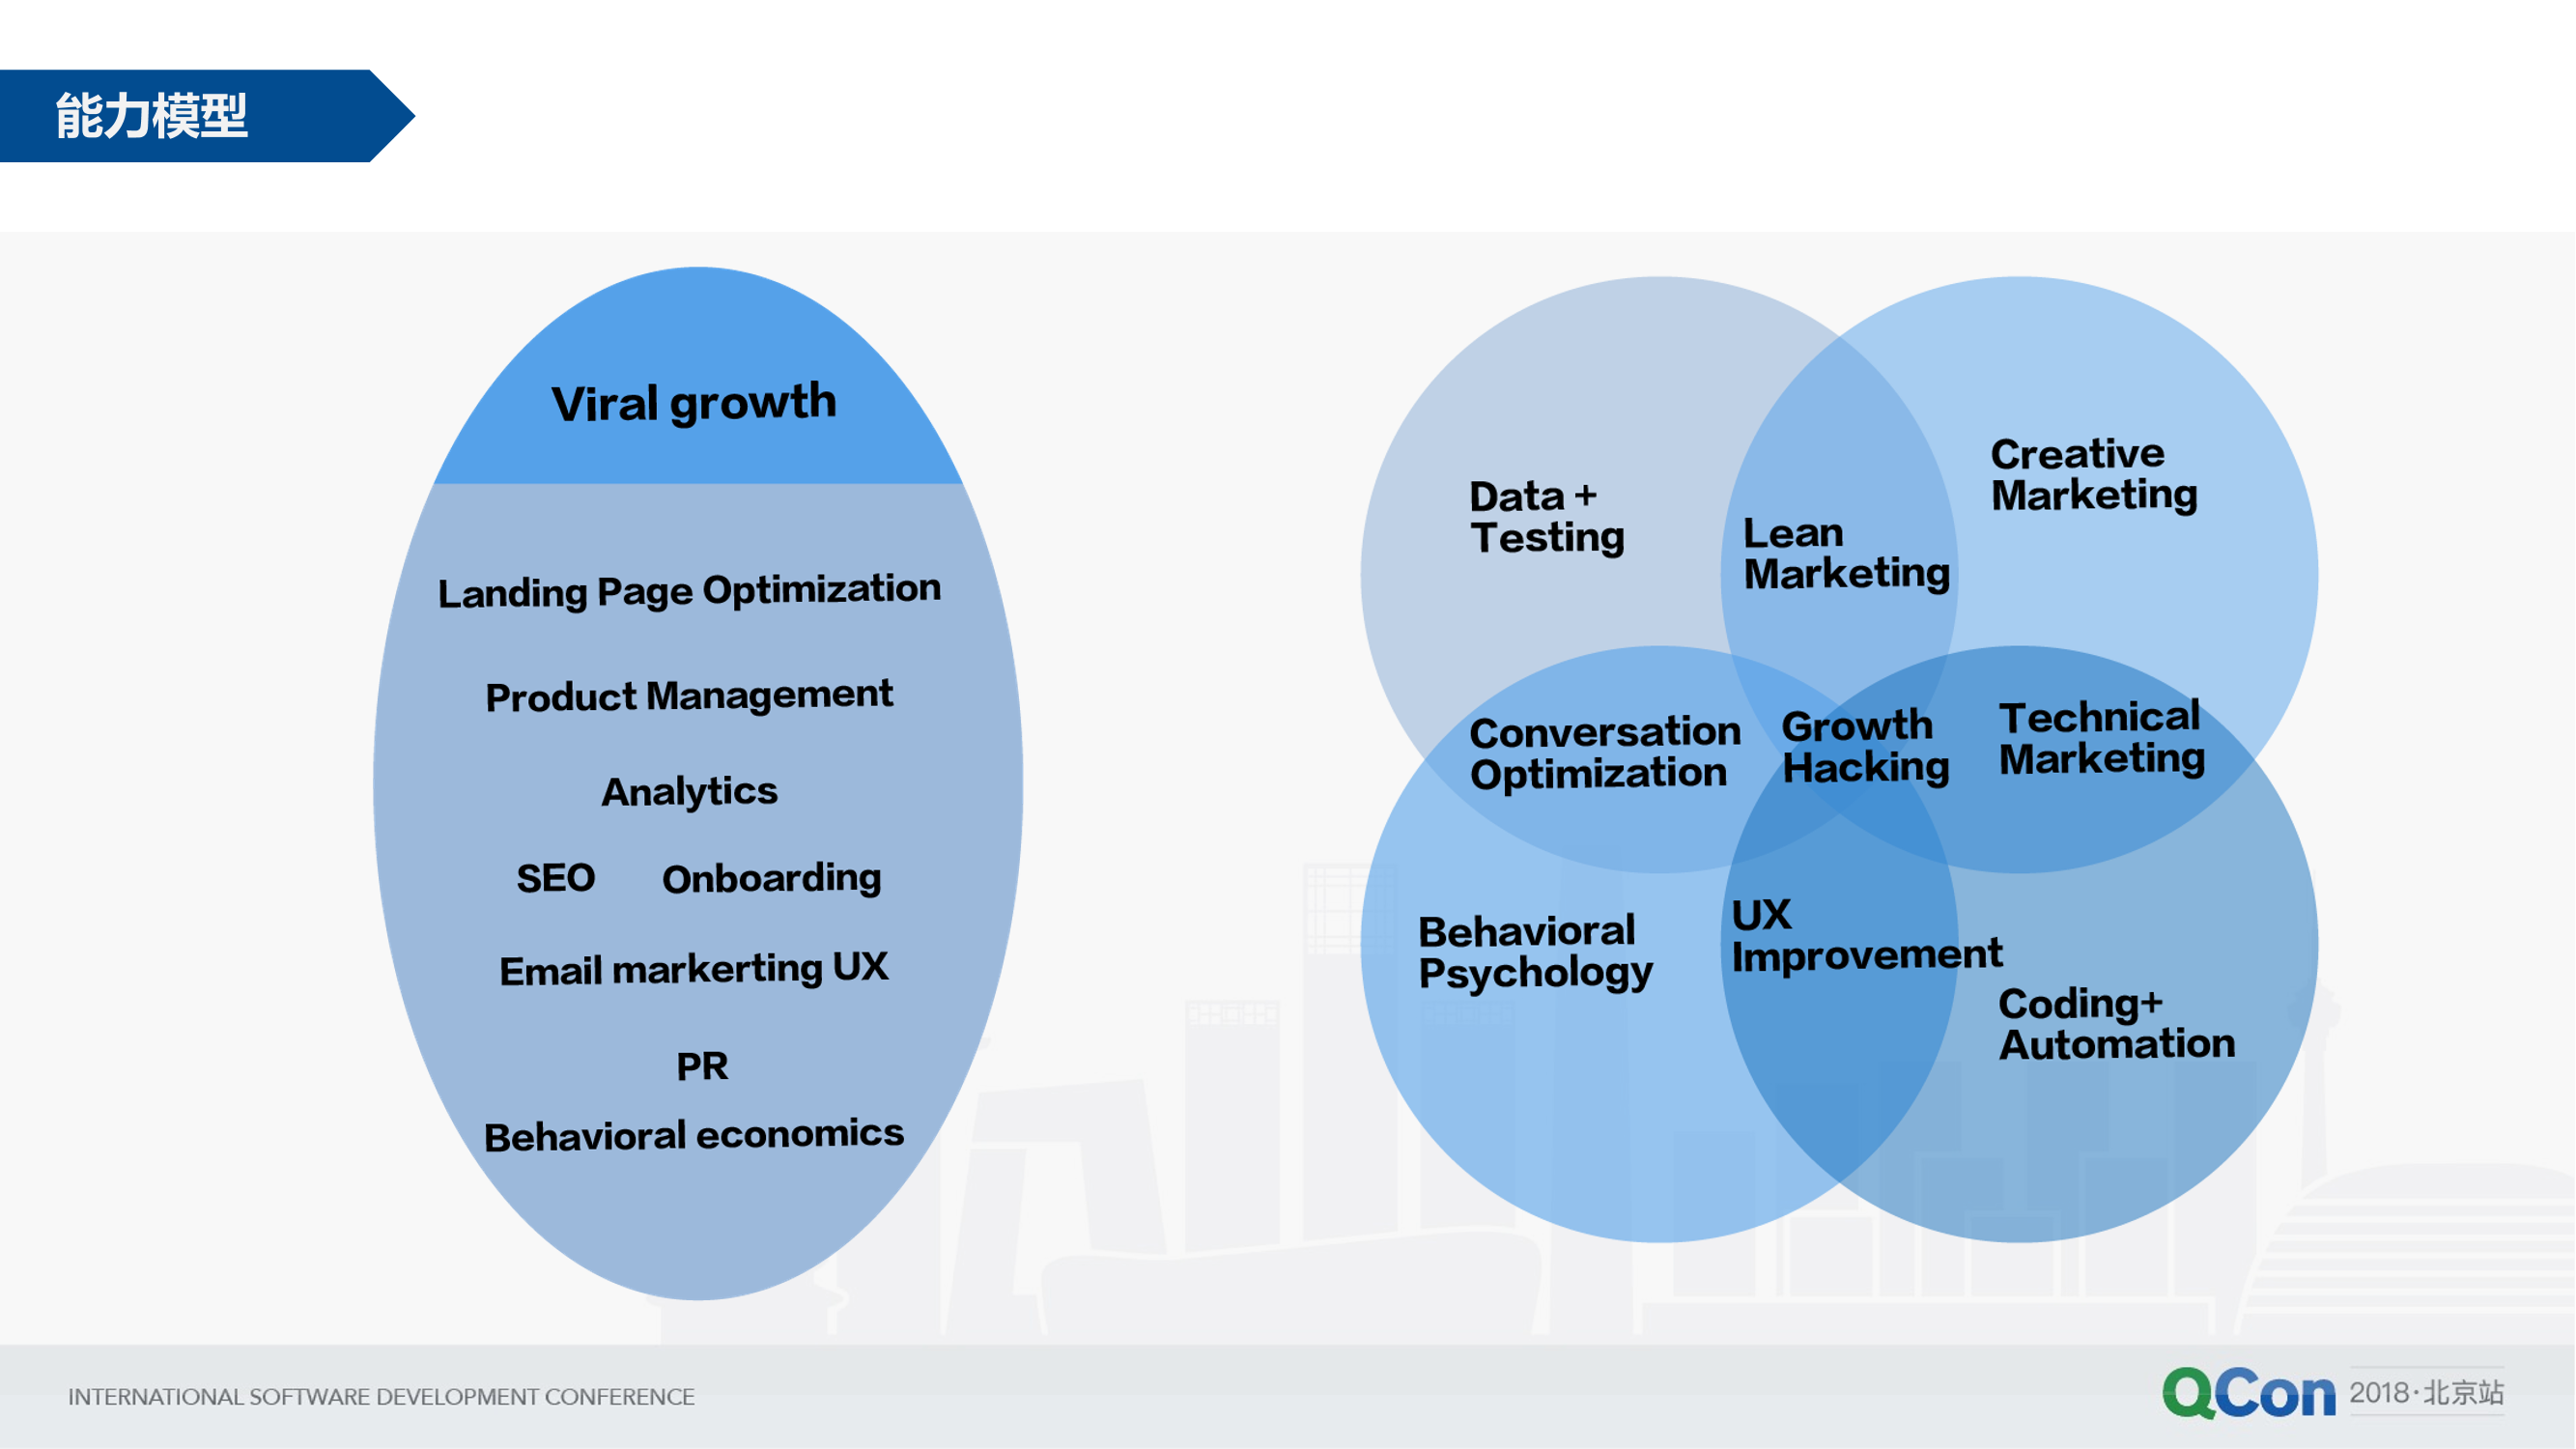 能力模型
Viral growth
Landing Page Optimization
Product Management
Analytics
SEO Onboarding
Email markerting UX
PR
Behavioral economics
Data +
Testing
Creative
Marketing
Lean
Marketing
Conversation
Optimization
Growth
Hacking
Technical
Marketing
Behavioral
Psychology
UX
Improvement
Coding+
Automation
INTERNATIONAL SOFTWARE DEVELOPMENT CONFERENCE
QCon 2018·北京站